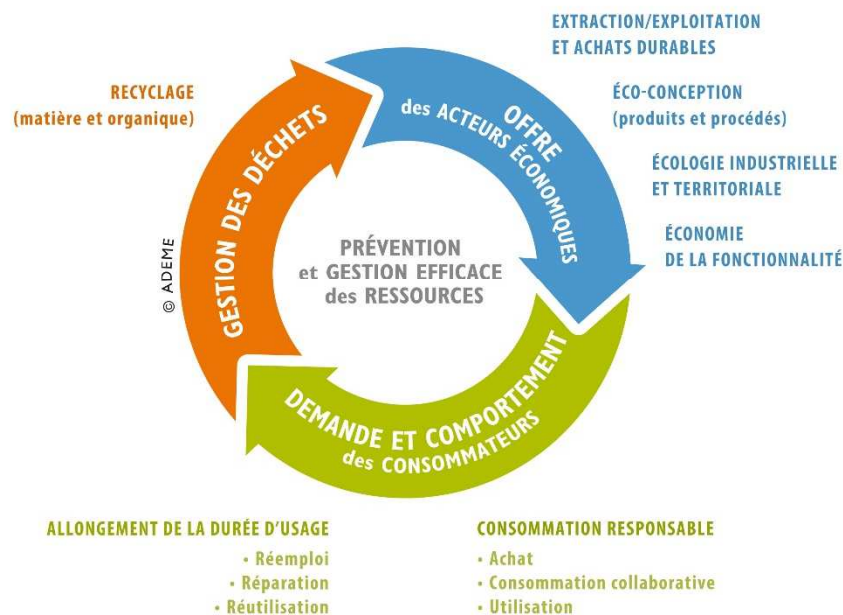 EXTRACTION/EXPLOITATION
ET ACHATS DURABLES
RECYCLAGE
(matière et organique)
ÉCO-CONCEPTION
(produits et procédés)
ÉCOLOGIE INDUSTRIELLE
ET TERRITORIALE
ÉCONOMIE
DE LA FONCTIONNALITÉ
OFFRE
des ACTEURS ÉCONOMIQUES
GESTION DES DÉCHETS
PRÉVENTION
et GESTION EFFICACE
des RESSOURCES
© ADEME
DEMANDE ET COMPORTEMENT
des CONSOMMATEURS
ALLONGEMENT DE LA DURÉE D'USAGE
• Réemploi
• Réparation
• Réutilisation
CONSOMMATION RESPONSABLE
• Achat
• Consommation collaborative
• Utilisation